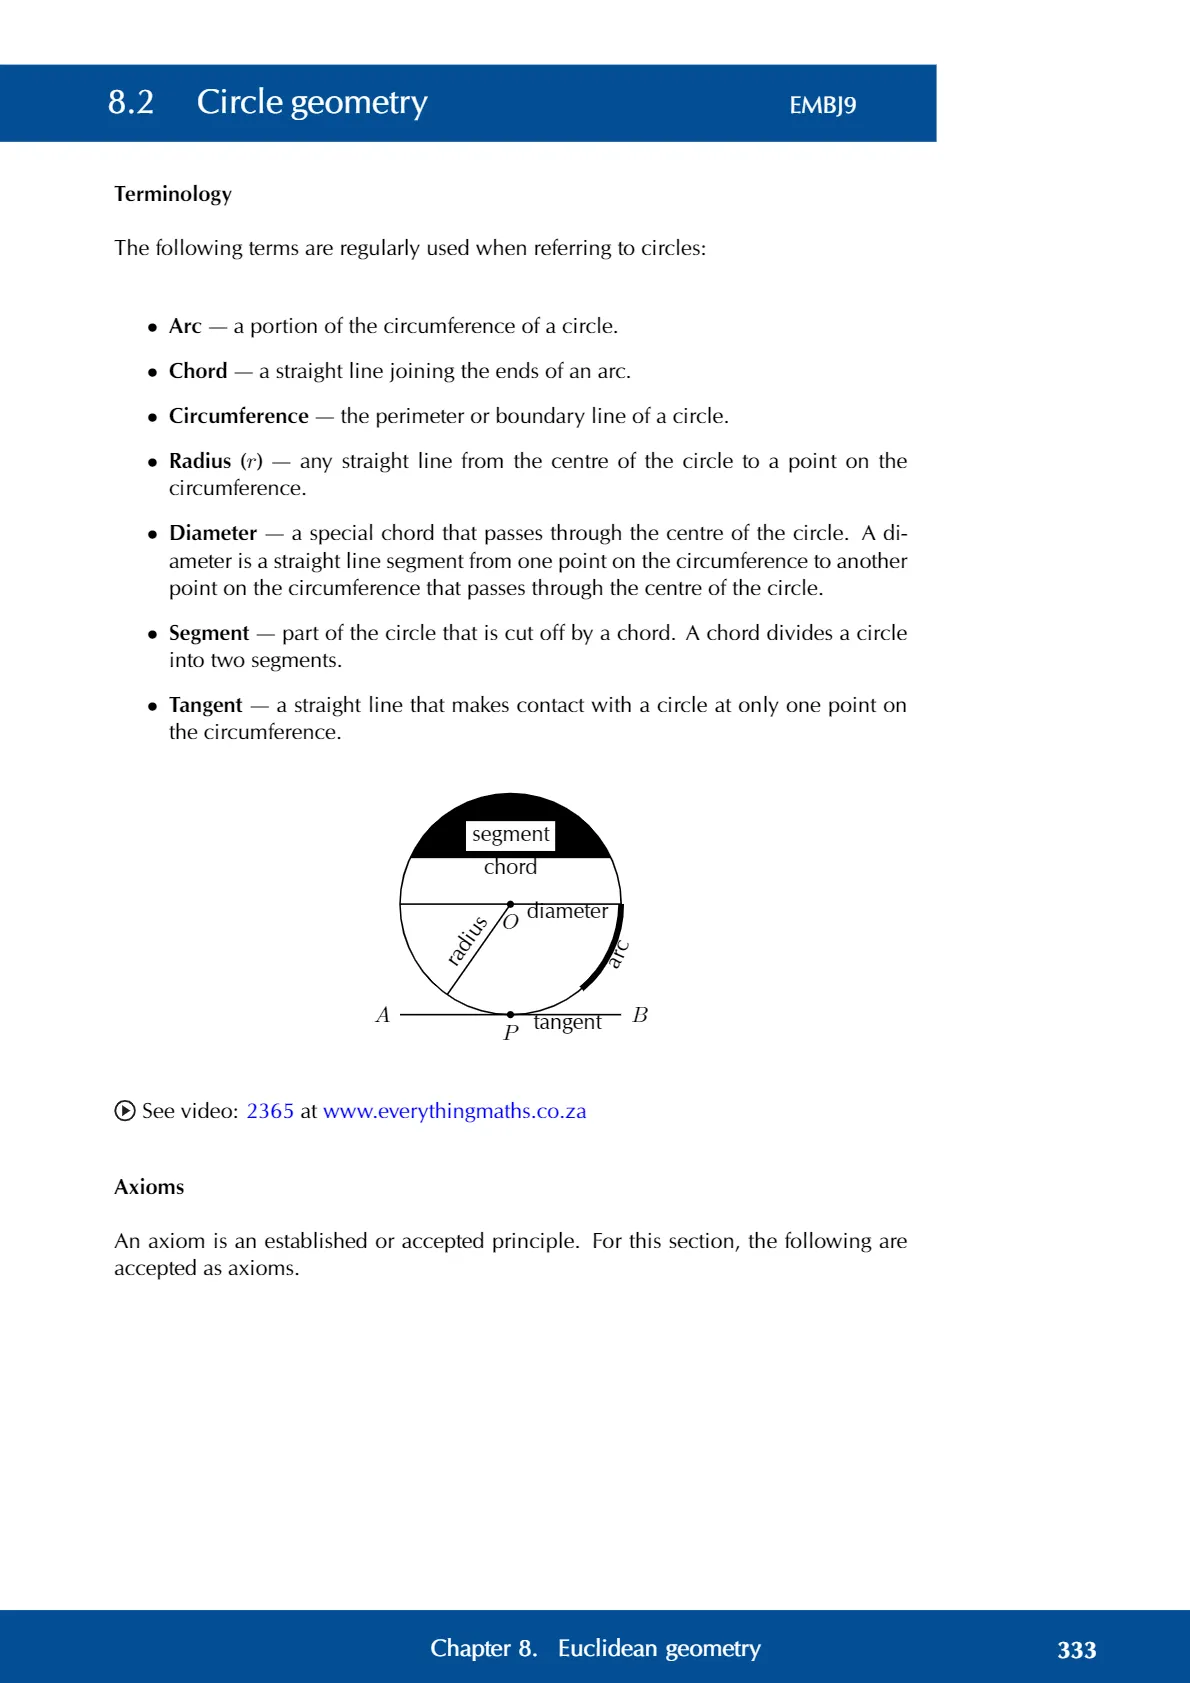 8.2 Circle geometry EMBJ9
Terminology
The following terms are regularly used when referring to circles:
• Arc — a portion of the circumference of a circle.
• Chord — a straight line joining the ends of an arc.
• Circumference — the perimeter or boundary line of a circle.
• Radius (r) — any straight line from the centre of the circle to a point on the
circumference.
• Diameter — a special chord that passes through the centre of the circle. A di-
ameter is a straight line segment from one point on the circumference to another
point on the circumference that passes through the centre of the circle.
• Segment — part of the circle that is cut off by a chord. A chord divides a circle
into two segments.
• Tangent — a straight line that makes contact with a circle at only one point on
the circumference.
segment
chord
diameter
O
radius
arc
A
B
tangent
P
See video: 2365 at www.everythingmaths.co.za
Axioms
An axiom is an established or accepted principle. For this section, the following are
accepted as axioms.
Chapter 8. Euclidean geometry 333